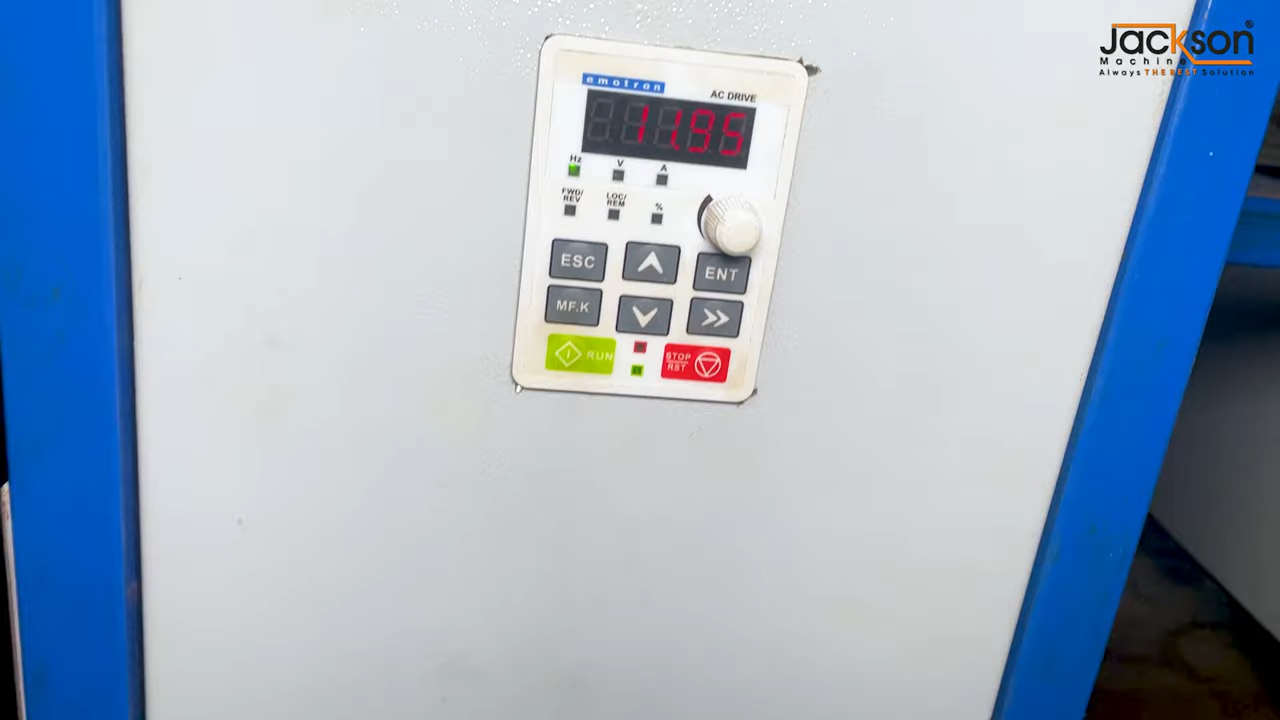 Jackson®
Machine
Always THE BEST Solution
emotron
AC DRIVE
11.95
Hz V A
FWD/REV LOC/REM %
ESC ENT
MF.K
RUN STOP/RST